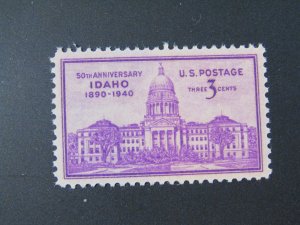 50TH ANNIVERSARY
IDAHO
1890-1940
U.S. POSTAGE
THREE 3 CENTS